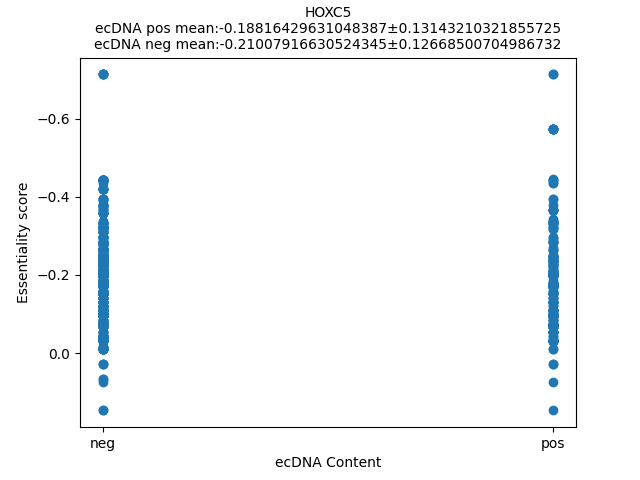 HOXC5
ecDNA pos mean:-0.18816429631048387±0.13143210321855725
ecDNA neg mean:-0.21007916630524345±0.12668500704986732
−0.6
−0.4
−0.2
0.0
Essentiality score
neg
pos
ecDNA Content